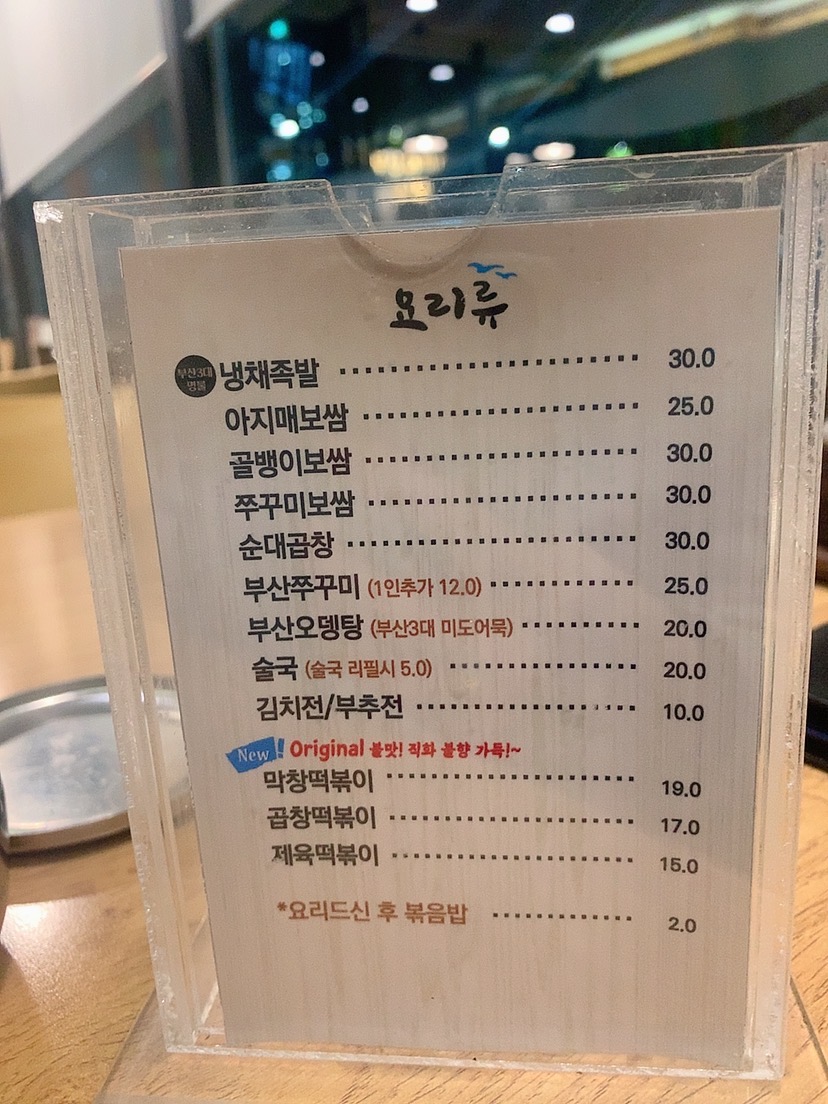 요리류
부산3대 명물 냉채족발 30.0
아지매보쌈 25.0
골뱅이보쌈 30.0
쭈꾸미보쌈 30.0
순대곱창 30.0
부산쭈꾸미 (1인추가 12.0) 25.0
부산오뎅탕 (부산3대 미도어묵) 20.0
술국 (술국 리필시 5.0) 20.0
김치전/부추전 10.0
New! Original 불맛! 직화 불향 가득!~
막창떡볶이 19.0
곱창떡볶이 17.0
제육떡볶이 15.0
*요리드신 후 볶음밥 2.0